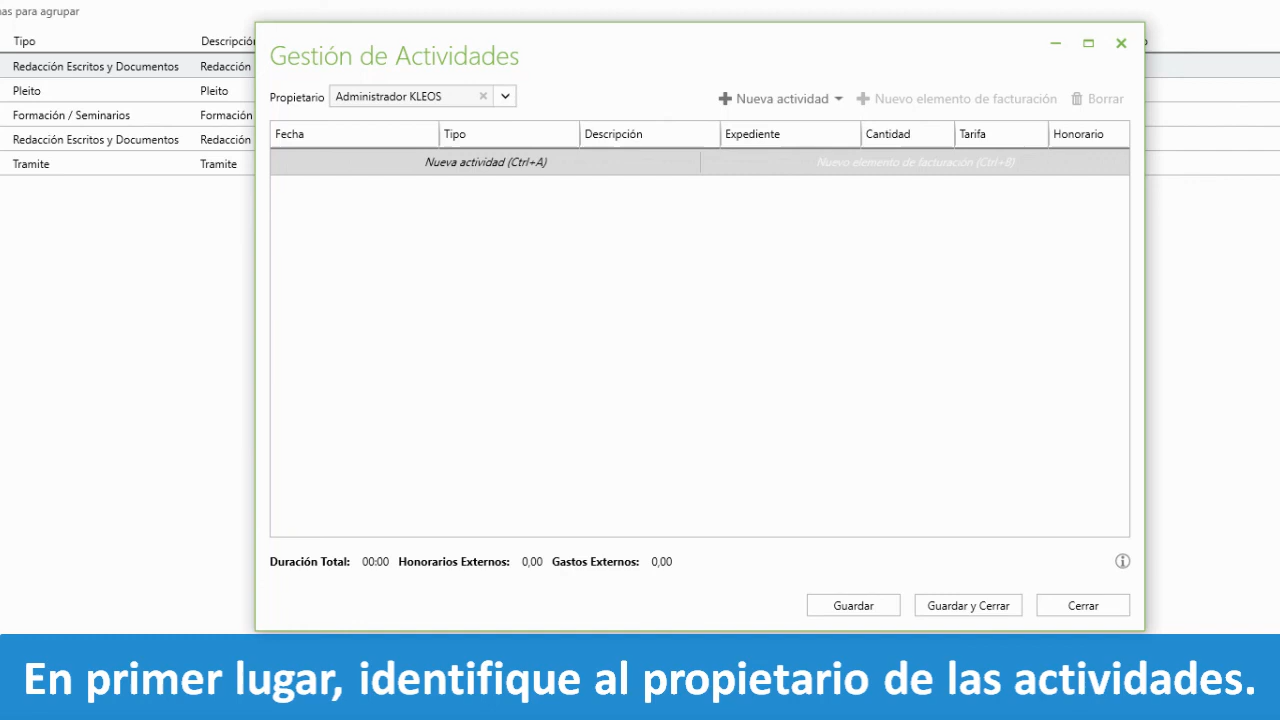 nas para agrupar
Tipo Descripción
Redacción Escritos y Documentos Redacción
Pleito Pleito
Formación / Seminarios Formación
Redacción Escritos y Documentos Redacción
Tramite Tramite
Gestión de Actividades
Propietario Administrador KLEOS
Nueva actividad Nuevo elemento de facturación Borrar
Fecha Tipo Descripción Expediente Cantidad Tarifa Honorario
Nueva actividad (Ctrl+A) Nuevo elemento de facturación (Ctrl+B)
Duración Total: 00:00 Honorarios Externos: 0,00 Gastos Externos: 0,00
Guardar Guardar y Cerrar Cerrar
En primer lugar, identifique al propietario de las actividades.